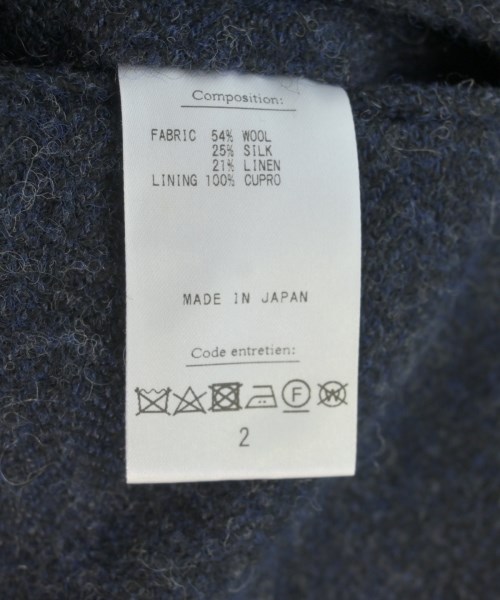 Composition:
FABRIC 54% WOOL
25% SILK
21% LINEN
LINING 100% CUPRO
MADE IN JAPAN
Code entretien:
F W
2